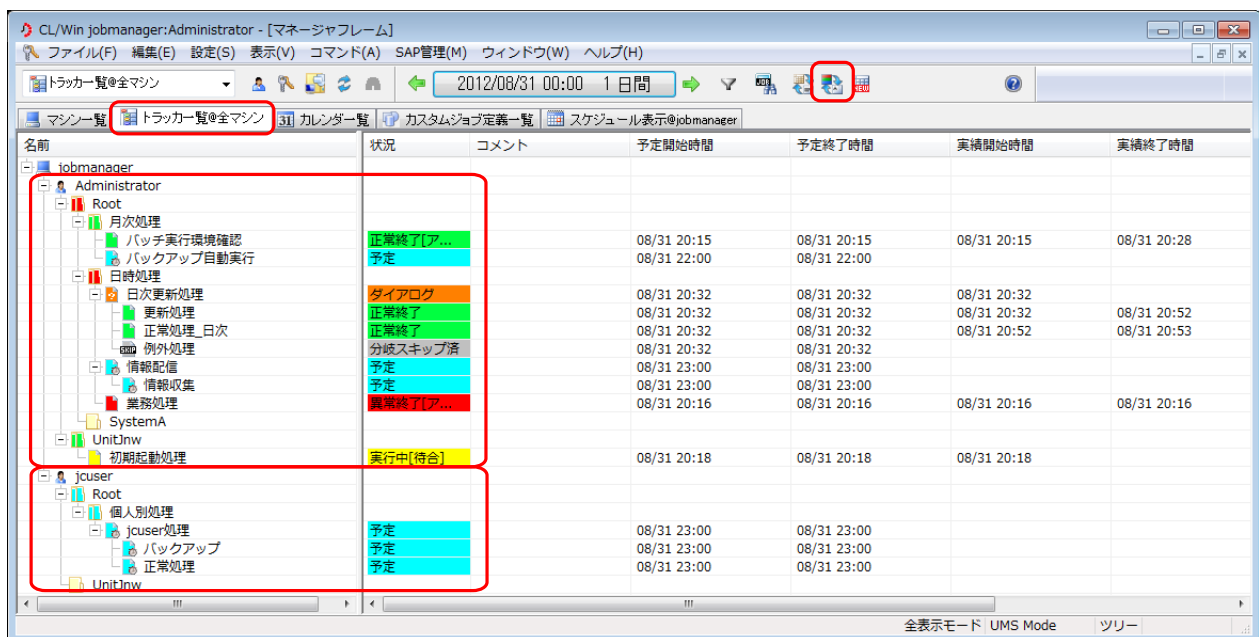 CL/Win jobmanager:Administrator - [マネージャフレーム]
ファイル(F) 編集(E) 設定(S) 表示(V) コマンド(A) SAP管理(M) ウィンドウ(W) ヘルプ(H)
トラッカ一覧@全マシン 2012/08/31 00:00 1 日間
マシン一覧 トラッカ一覧@全マシン 31 カレンダー一覧 カスタムジョブ定義一覧 スケジュール表示@jobmanager
名前 状況 コメント 予定開始時間 予定終了時間 実績開始時間 実績終了時間
jobmanager
Administrator
Root
月次処理
バッチ実行環境確認 正常終了[ア... 08/31 20:15 08/31 20:15 08/31 20:15 08/31 20:28
バックアップ自動実行 予定 08/31 22:00 08/31 22:00
日時処理
日次更新処理 ダイアログ 08/31 20:32 08/31 20:32 08/31 20:32
更新処理 正常終了 08/31 20:32 08/31 20:32 08/31 20:32 08/31 20:52
正常処理_日次 正常終了 08/31 20:32 08/31 20:32 08/31 20:52 08/31 20:53
SKIP 例外処理 分岐スキップ済 08/31 20:32 08/31 20:32
情報配信 予定 08/31 23:00 08/31 23:00
情報収集 予定 08/31 23:00 08/31 23:00
業務処理 異常終了[ア... 08/31 20:16 08/31 20:16 08/31 20:16 08/31 20:16
SystemA
UnitJnw
初期起動処理 実行中[待合] 08/31 20:18 08/31 20:18 08/31 20:18
jcuser
Root
個人別処理
jcuser処理 予定 08/31 23:00 08/31 23:00
バックアップ 予定 08/31 23:00 08/31 23:00
正常処理 予定 08/31 23:00 08/31 23:00
UnitJnw
全表示モード UMS Mode ツリー